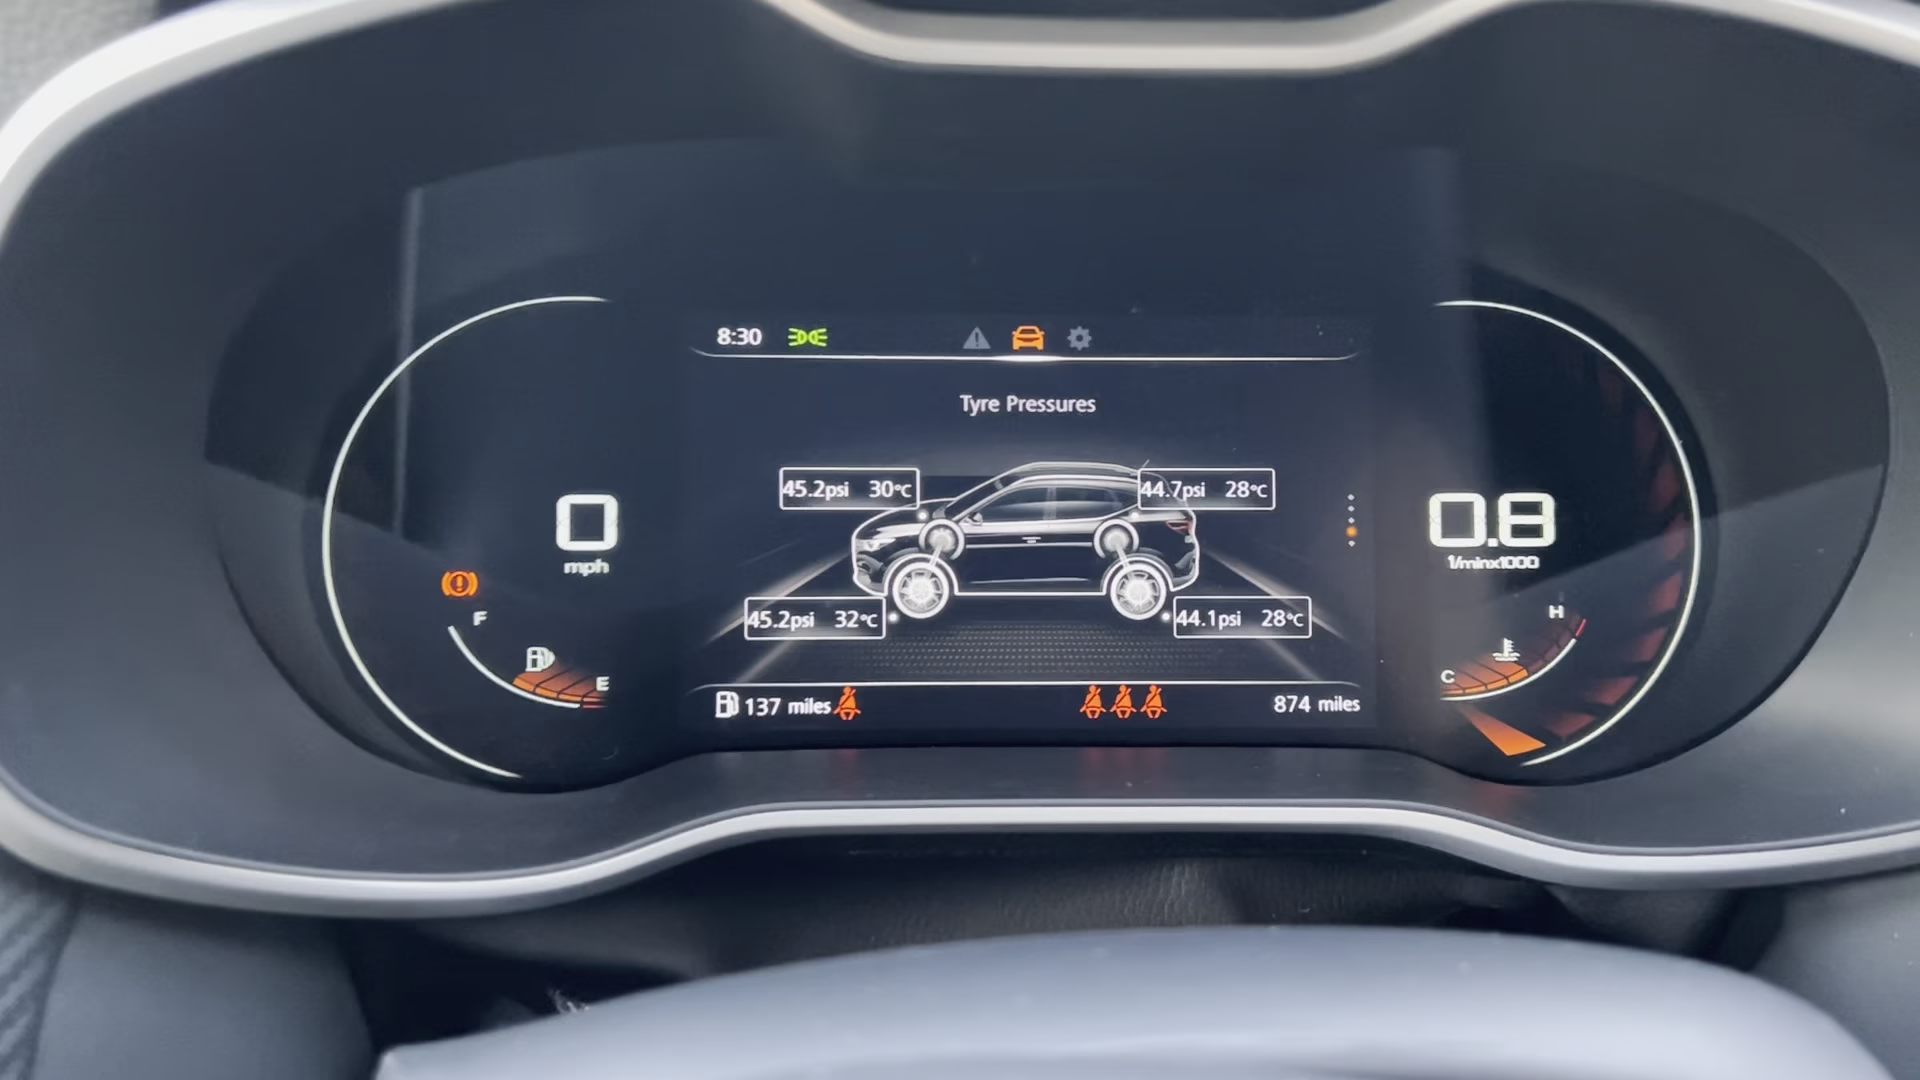 8:30
Tyre Pressures
45.2psi 30°C
44.7psi 28°C
0
mph
0.8
1/minx1000
45.2psi 32°C
44.1psi 28°C
F
E
H
C
137 miles
874 miles